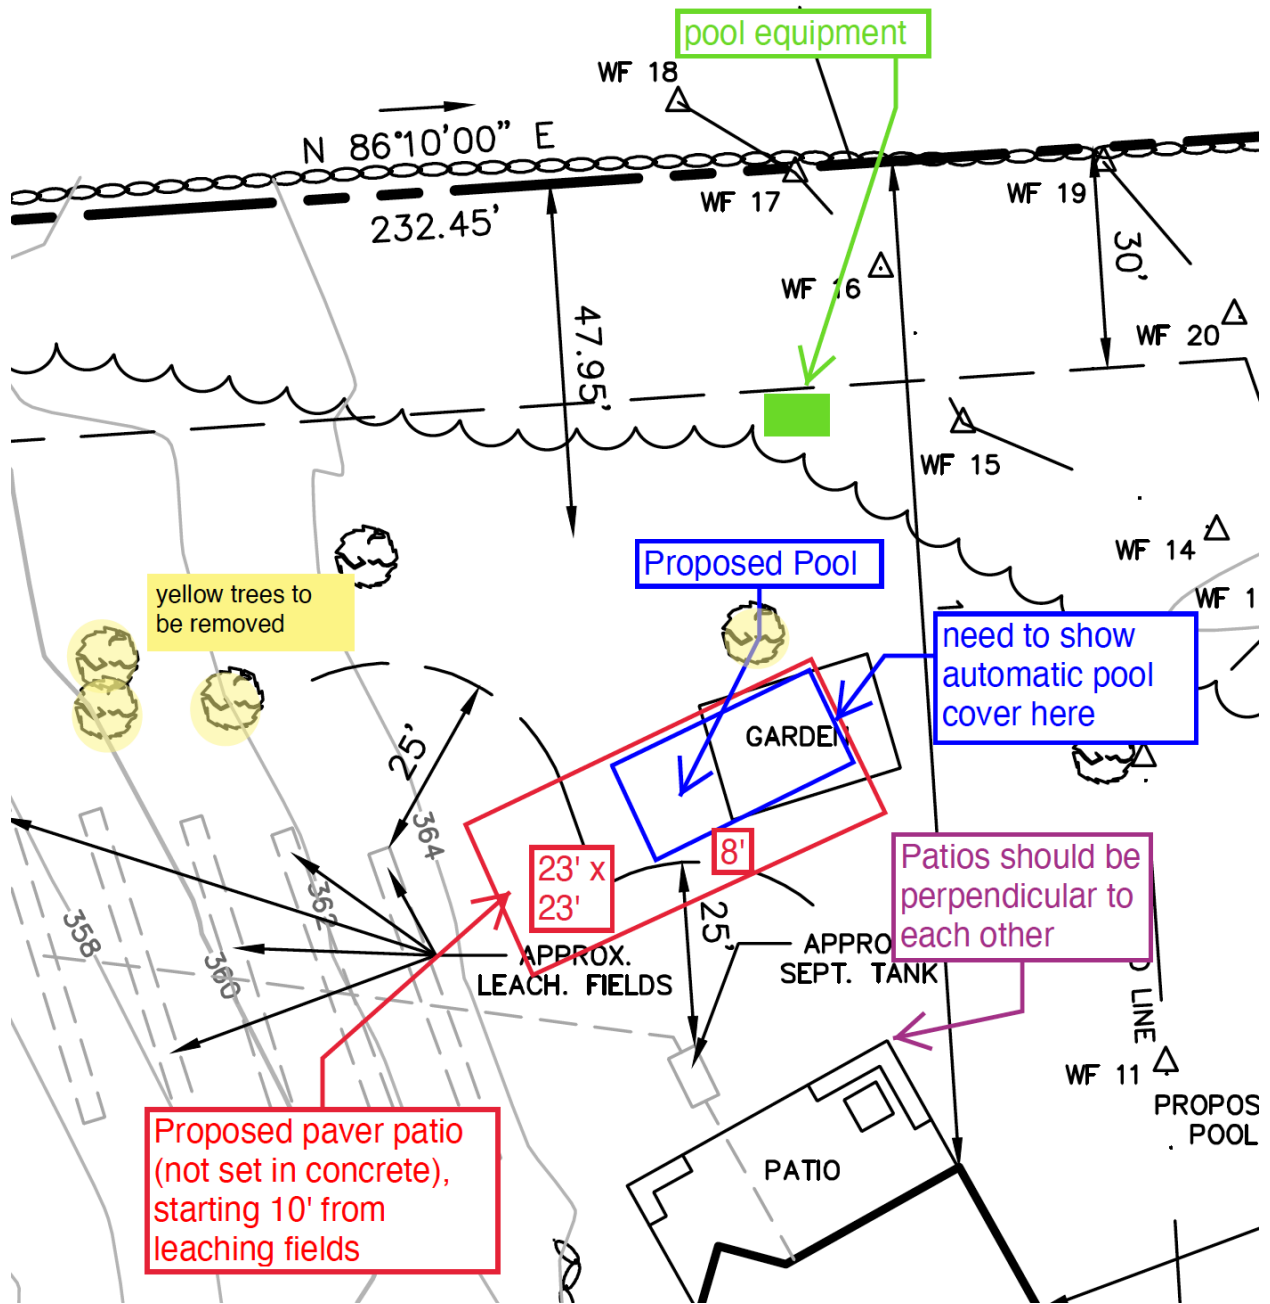 pool equipment
WF 18
N 86°10'00" E
WF 17
WF 19
232.45'
30'
WF 16
47.95'
WF 20
WF 15
WF 14
Proposed Pool
yellow trees to
be removed
WF 1
need to show
automatic pool
cover here
GARDEN
25'
364
8'
23' x
23'
Patios should be
perpendicular to
each other
362
358
360
25'
APPROX.
LEACH. FIELDS
APPRO
SEPT. TANK
D LINE
WF 11
PROPOS
POOL
Proposed paver patio
(not set in concrete),
starting 10' from
leaching fields
PATIO